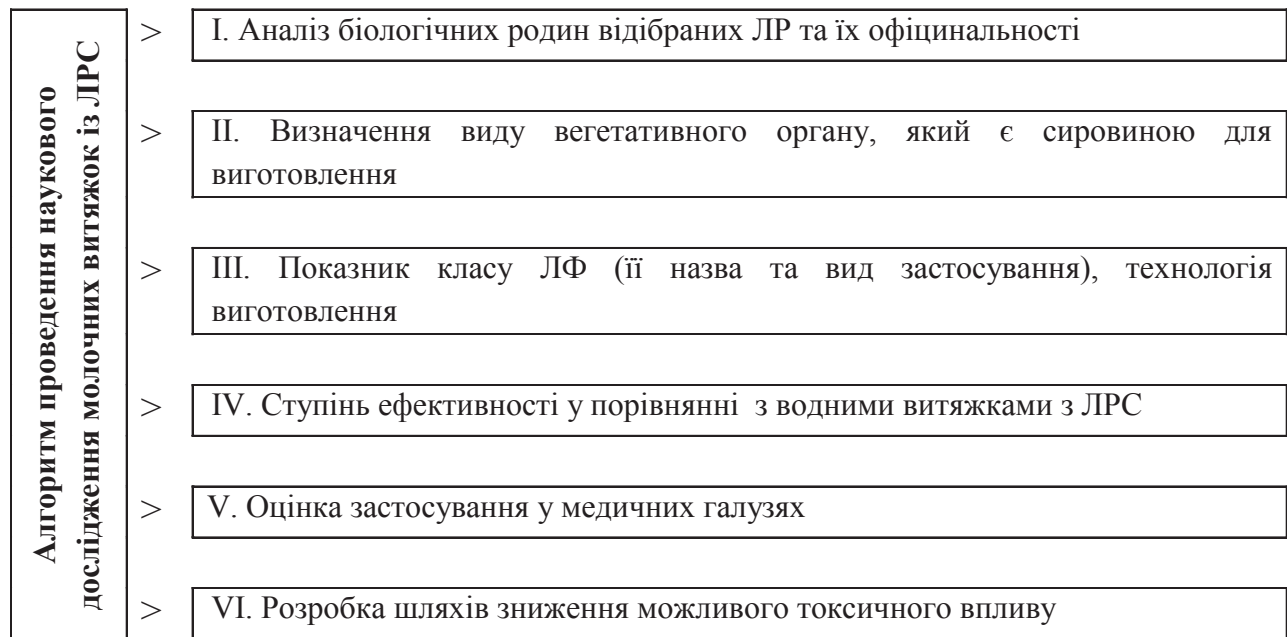 Алгоритм проведення наукового
дослідження молочних витяжок із ЛРС
> I. Аналіз біологічних родин відібраних ЛР та їх офіцинальності
> II. Визначення виду вегетативного органу, який є сировиною для
виготовлення
> III. Показник класу ЛФ (її назва та вид застосування), технологія
виготовлення
> IV. Ступінь ефективності у порівнянні з водними витяжками з ЛРС
> V. Оцінка застосування у медичних галузях
> VI. Розробка шляхів зниження можливого токсичного впливу